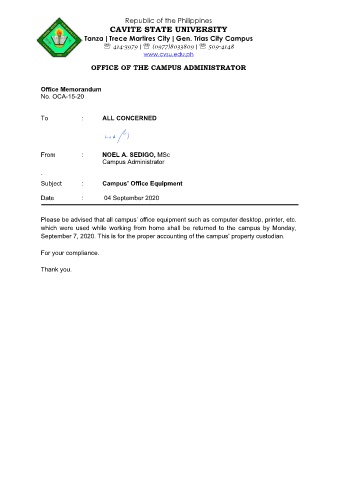 Republic of the Philippines
CAVITE STATE UNIVERSITY
Tanza | Trece Martires City | Gen. Trias City Campus
☏ 414-3979 | ☏ (0977)8033809 | ☏ 509-4148
www.cvsu.edu.ph
OFFICE OF THE CAMPUS ADMINISTRATOR
Office Memorandum
No. OCA-15-20
To : ALL CONCERNED
From : NOEL A. SEDIGO, MSc
Campus Administrator
.
Subject : Campus' Office Equipment
Date : 04 September 2020
Please be advised that all campus' office equipment such as computer desktop, printer, etc.
which were used while working from home shall be returned to the campus by Monday,
September 7, 2020. This is for the proper accounting of the campus' property custodian.
For your compliance.
Thank you.